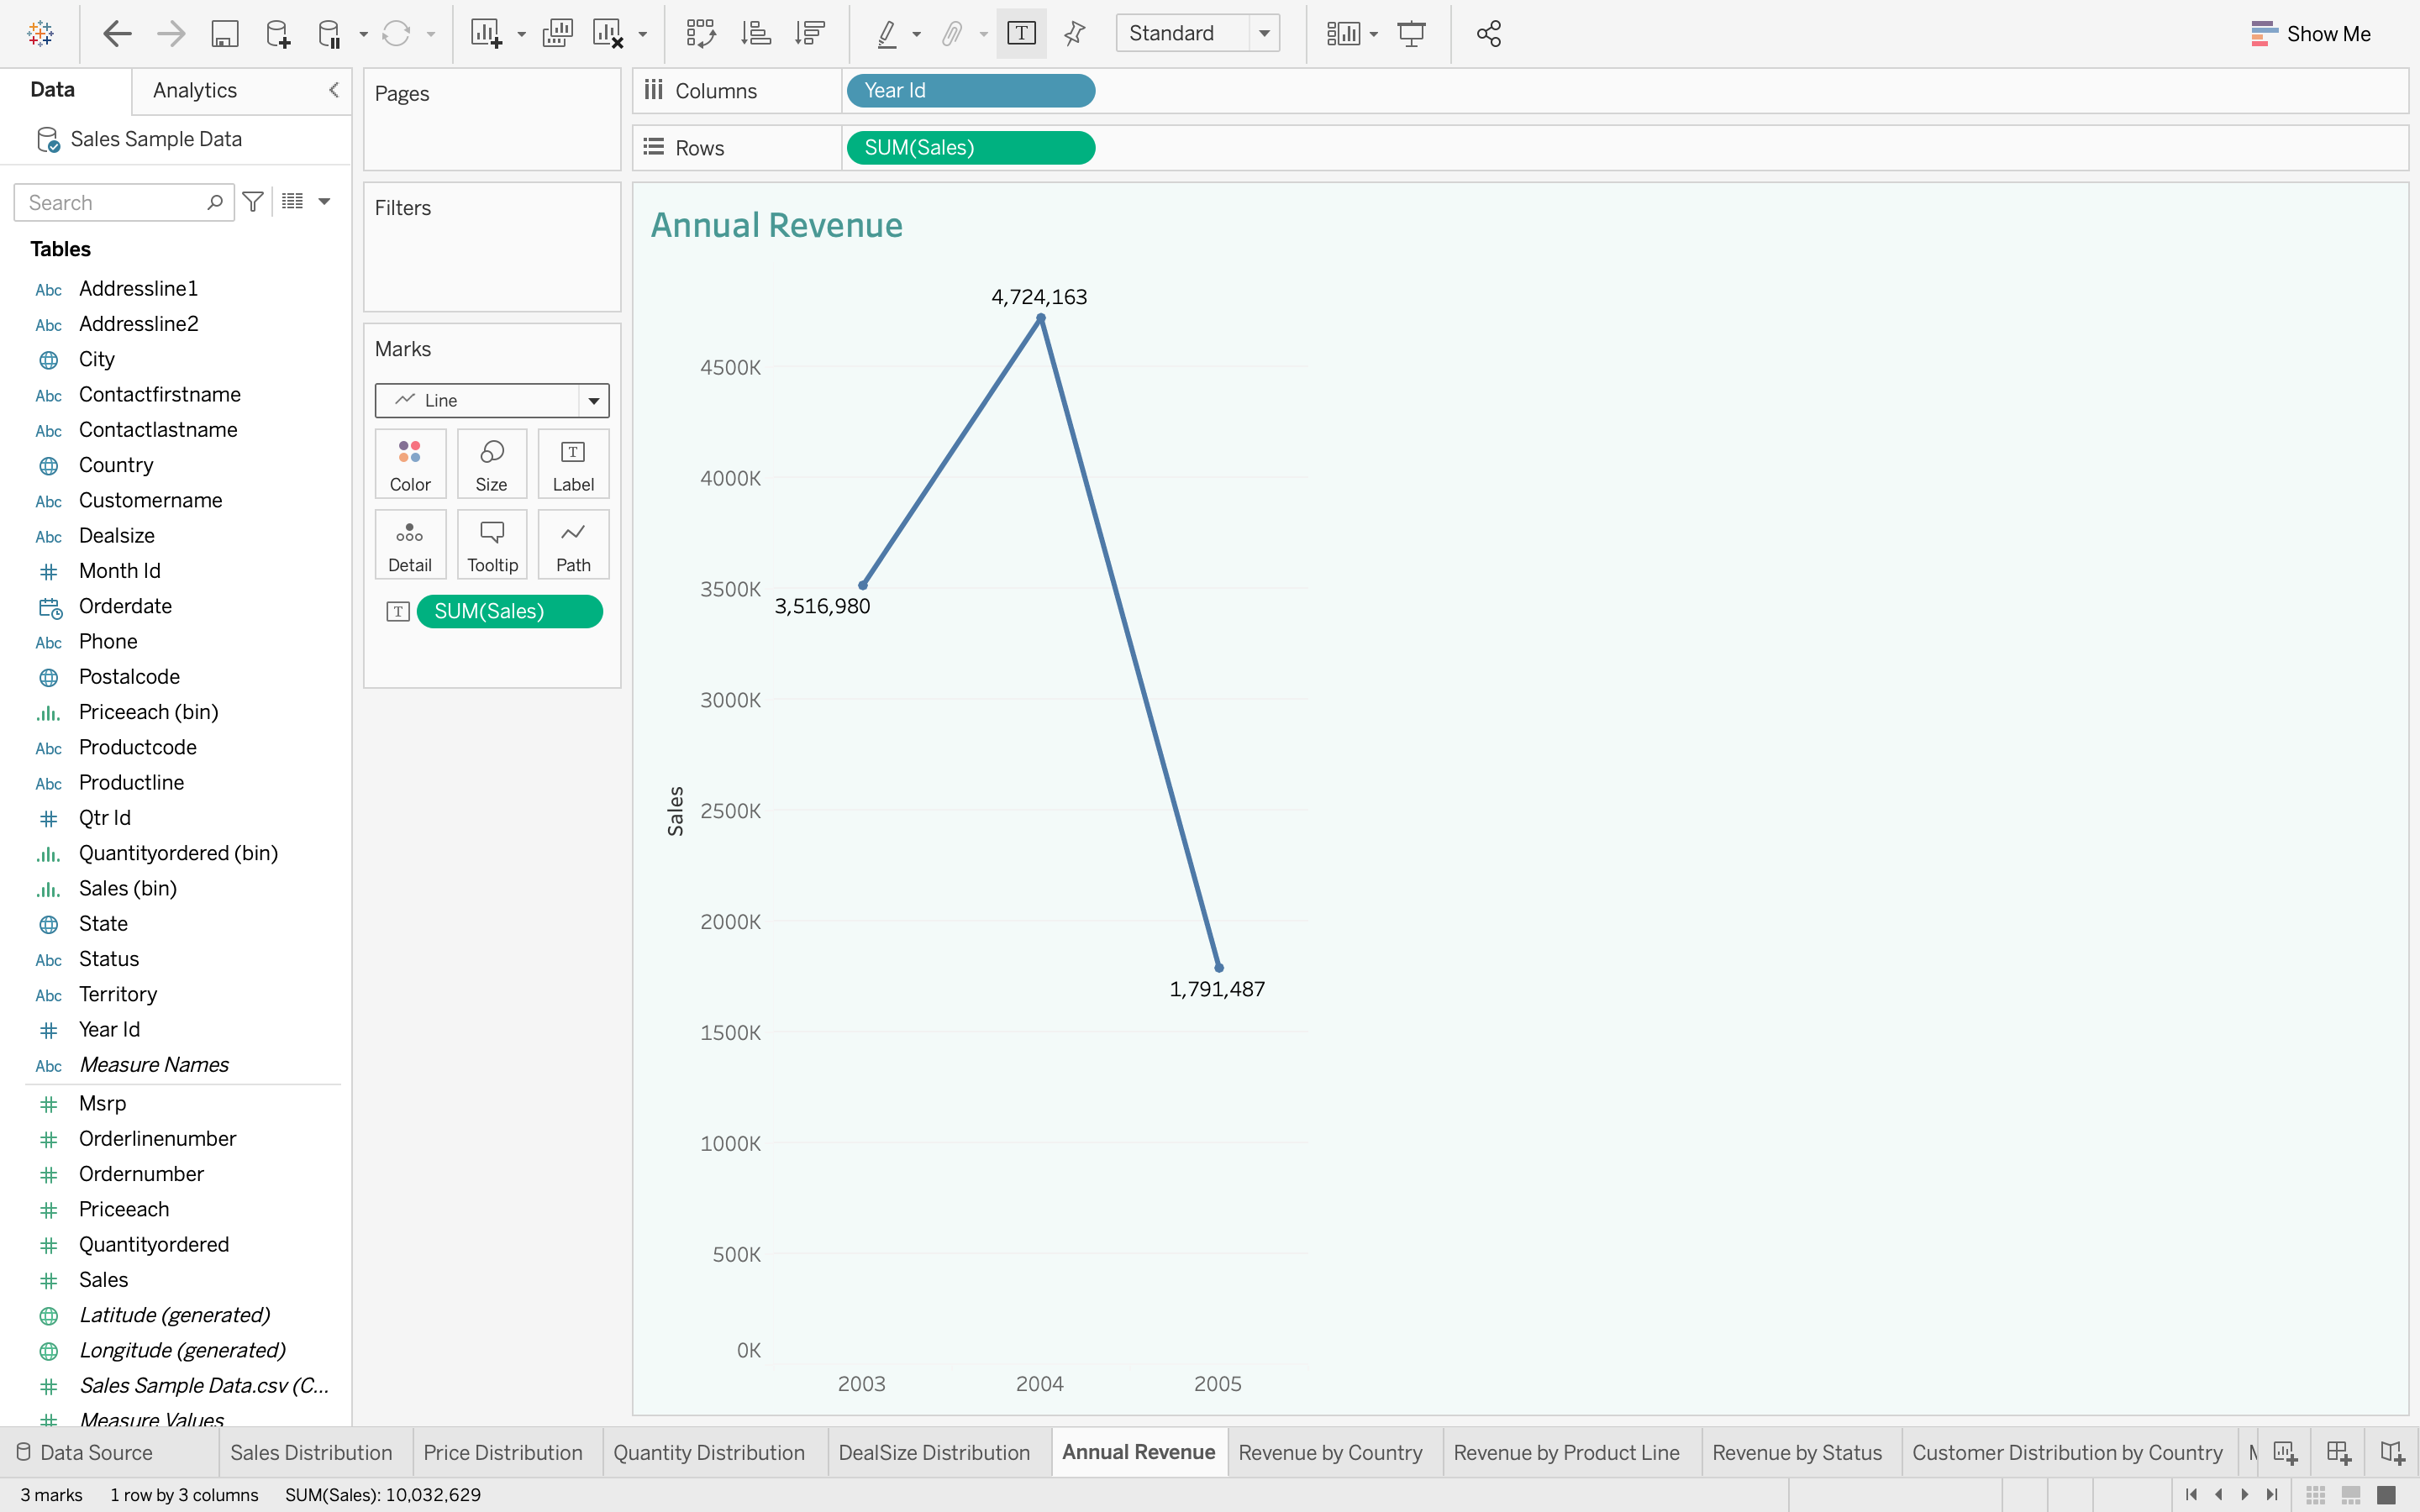 Standard
Show Me
Data
Analytics
Sales Sample Data
Search
Tables
Abc Addressline1
Abc Addressline2
City
Abc Contactfirstname
Abc Contactlastname
Country
Abc Customername
Abc Dealsize
Month Id
Orderdate
Abc Phone
Postalcode
Priceeach (bin)
Abc Productcode
Abc Productline
Qtr Id
Quantityordered (bin)
Sales (bin)
State
Abc Status
Abc Territory
Year Id
Abc Measure Names
Msrp
Orderlinenumber
Ordernumber
Priceeach
Quantityordered
Sales
Latitude (generated)
Longitude (generated)
Sales Sample Data.csv (C...
Measure Values
Pages
Filters
Marks
Line
Color
Size
Label
Detail
Tooltip
Path
SUM(Sales)
Columns
Year Id
Rows
SUM(Sales)
Annual Revenue
4,724,163
3,516,980
1,791,487
Sales
4500K
4000K
3500K
3000K
2500K
2000K
1500K
1000K
500K
0K
2003
2004
2005
Data Source
Sales Distribution
Price Distribution
Quantity Distribution
DealSize Distribution
Annual Revenue
Revenue by Country
Revenue by Product Line
Revenue by Status
Customer Distribution by Country
3 marks
1 row by 3 columns
SUM(Sales): 10,032,629